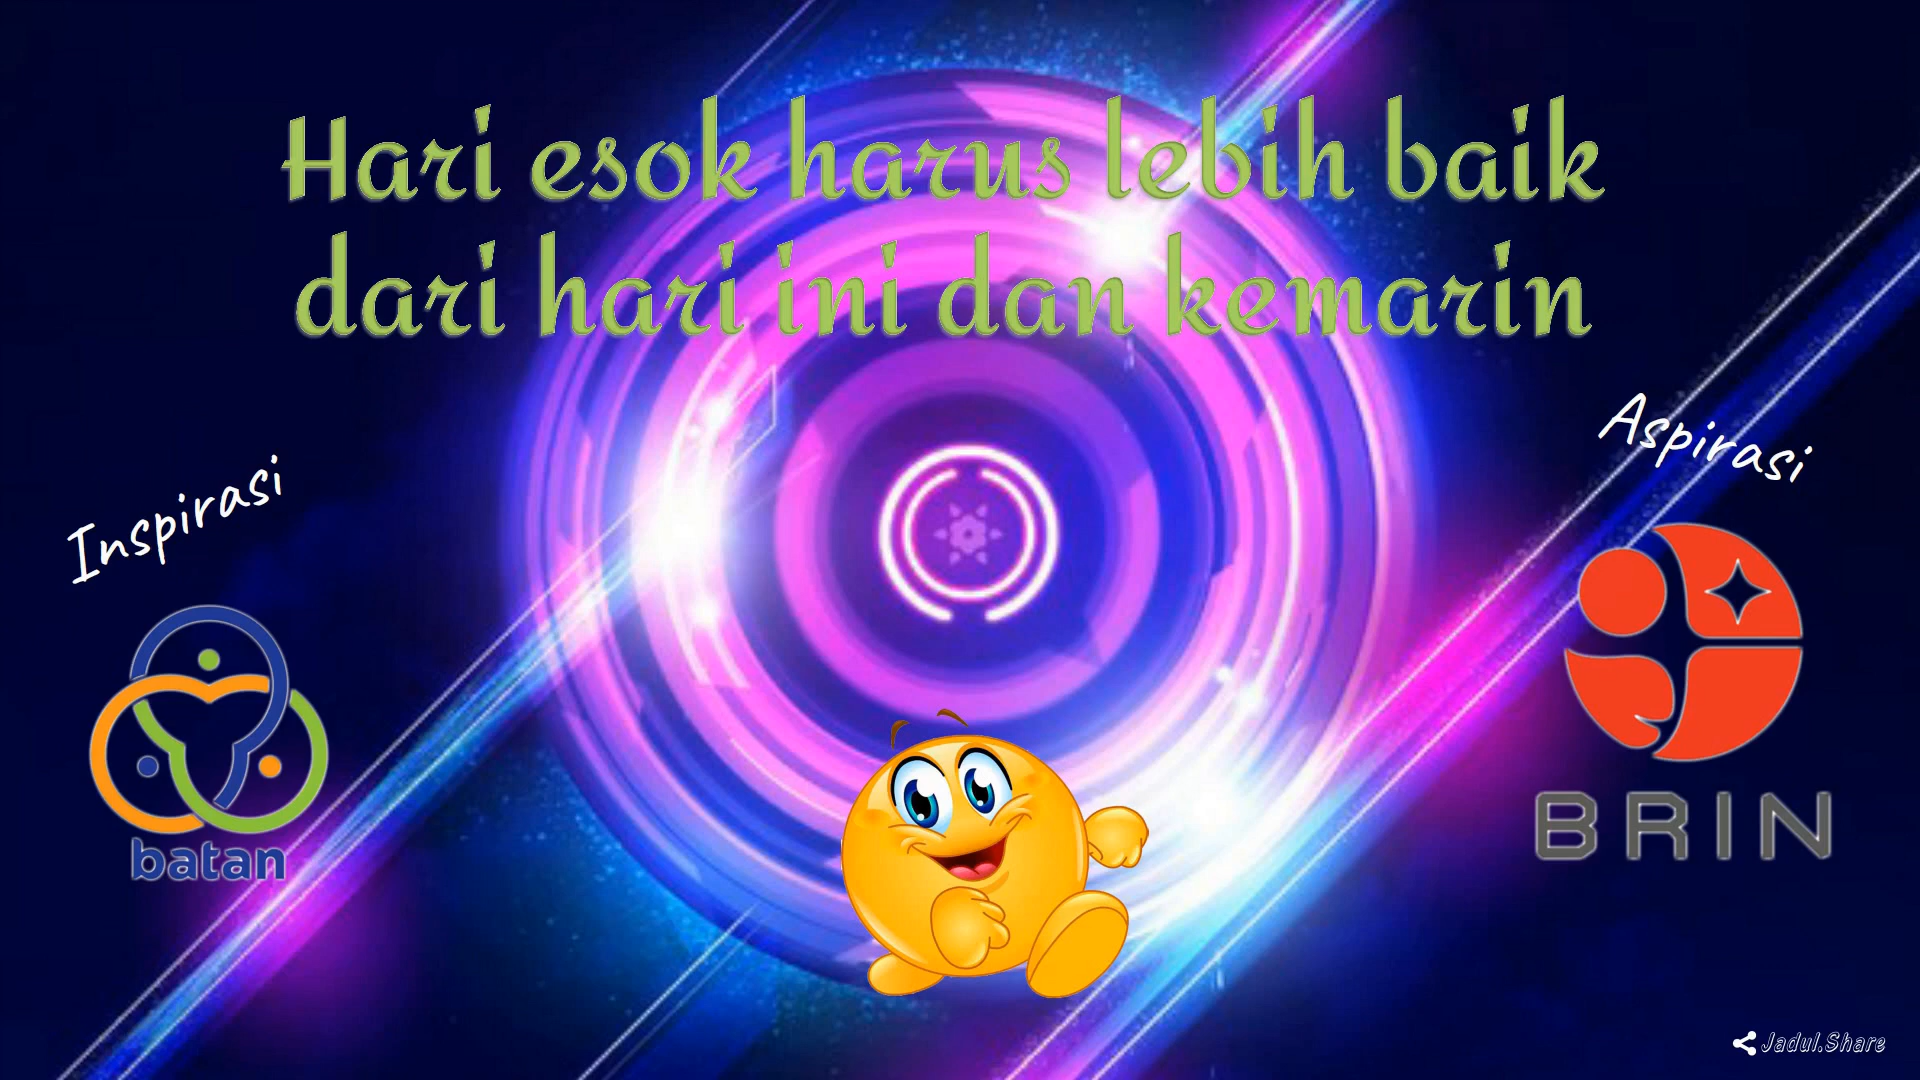 Hari esok harus lebih baik
dari hari ini dan kemarin
Inspirasi
Aspirasi
batan
BRIN
Jadul.Share